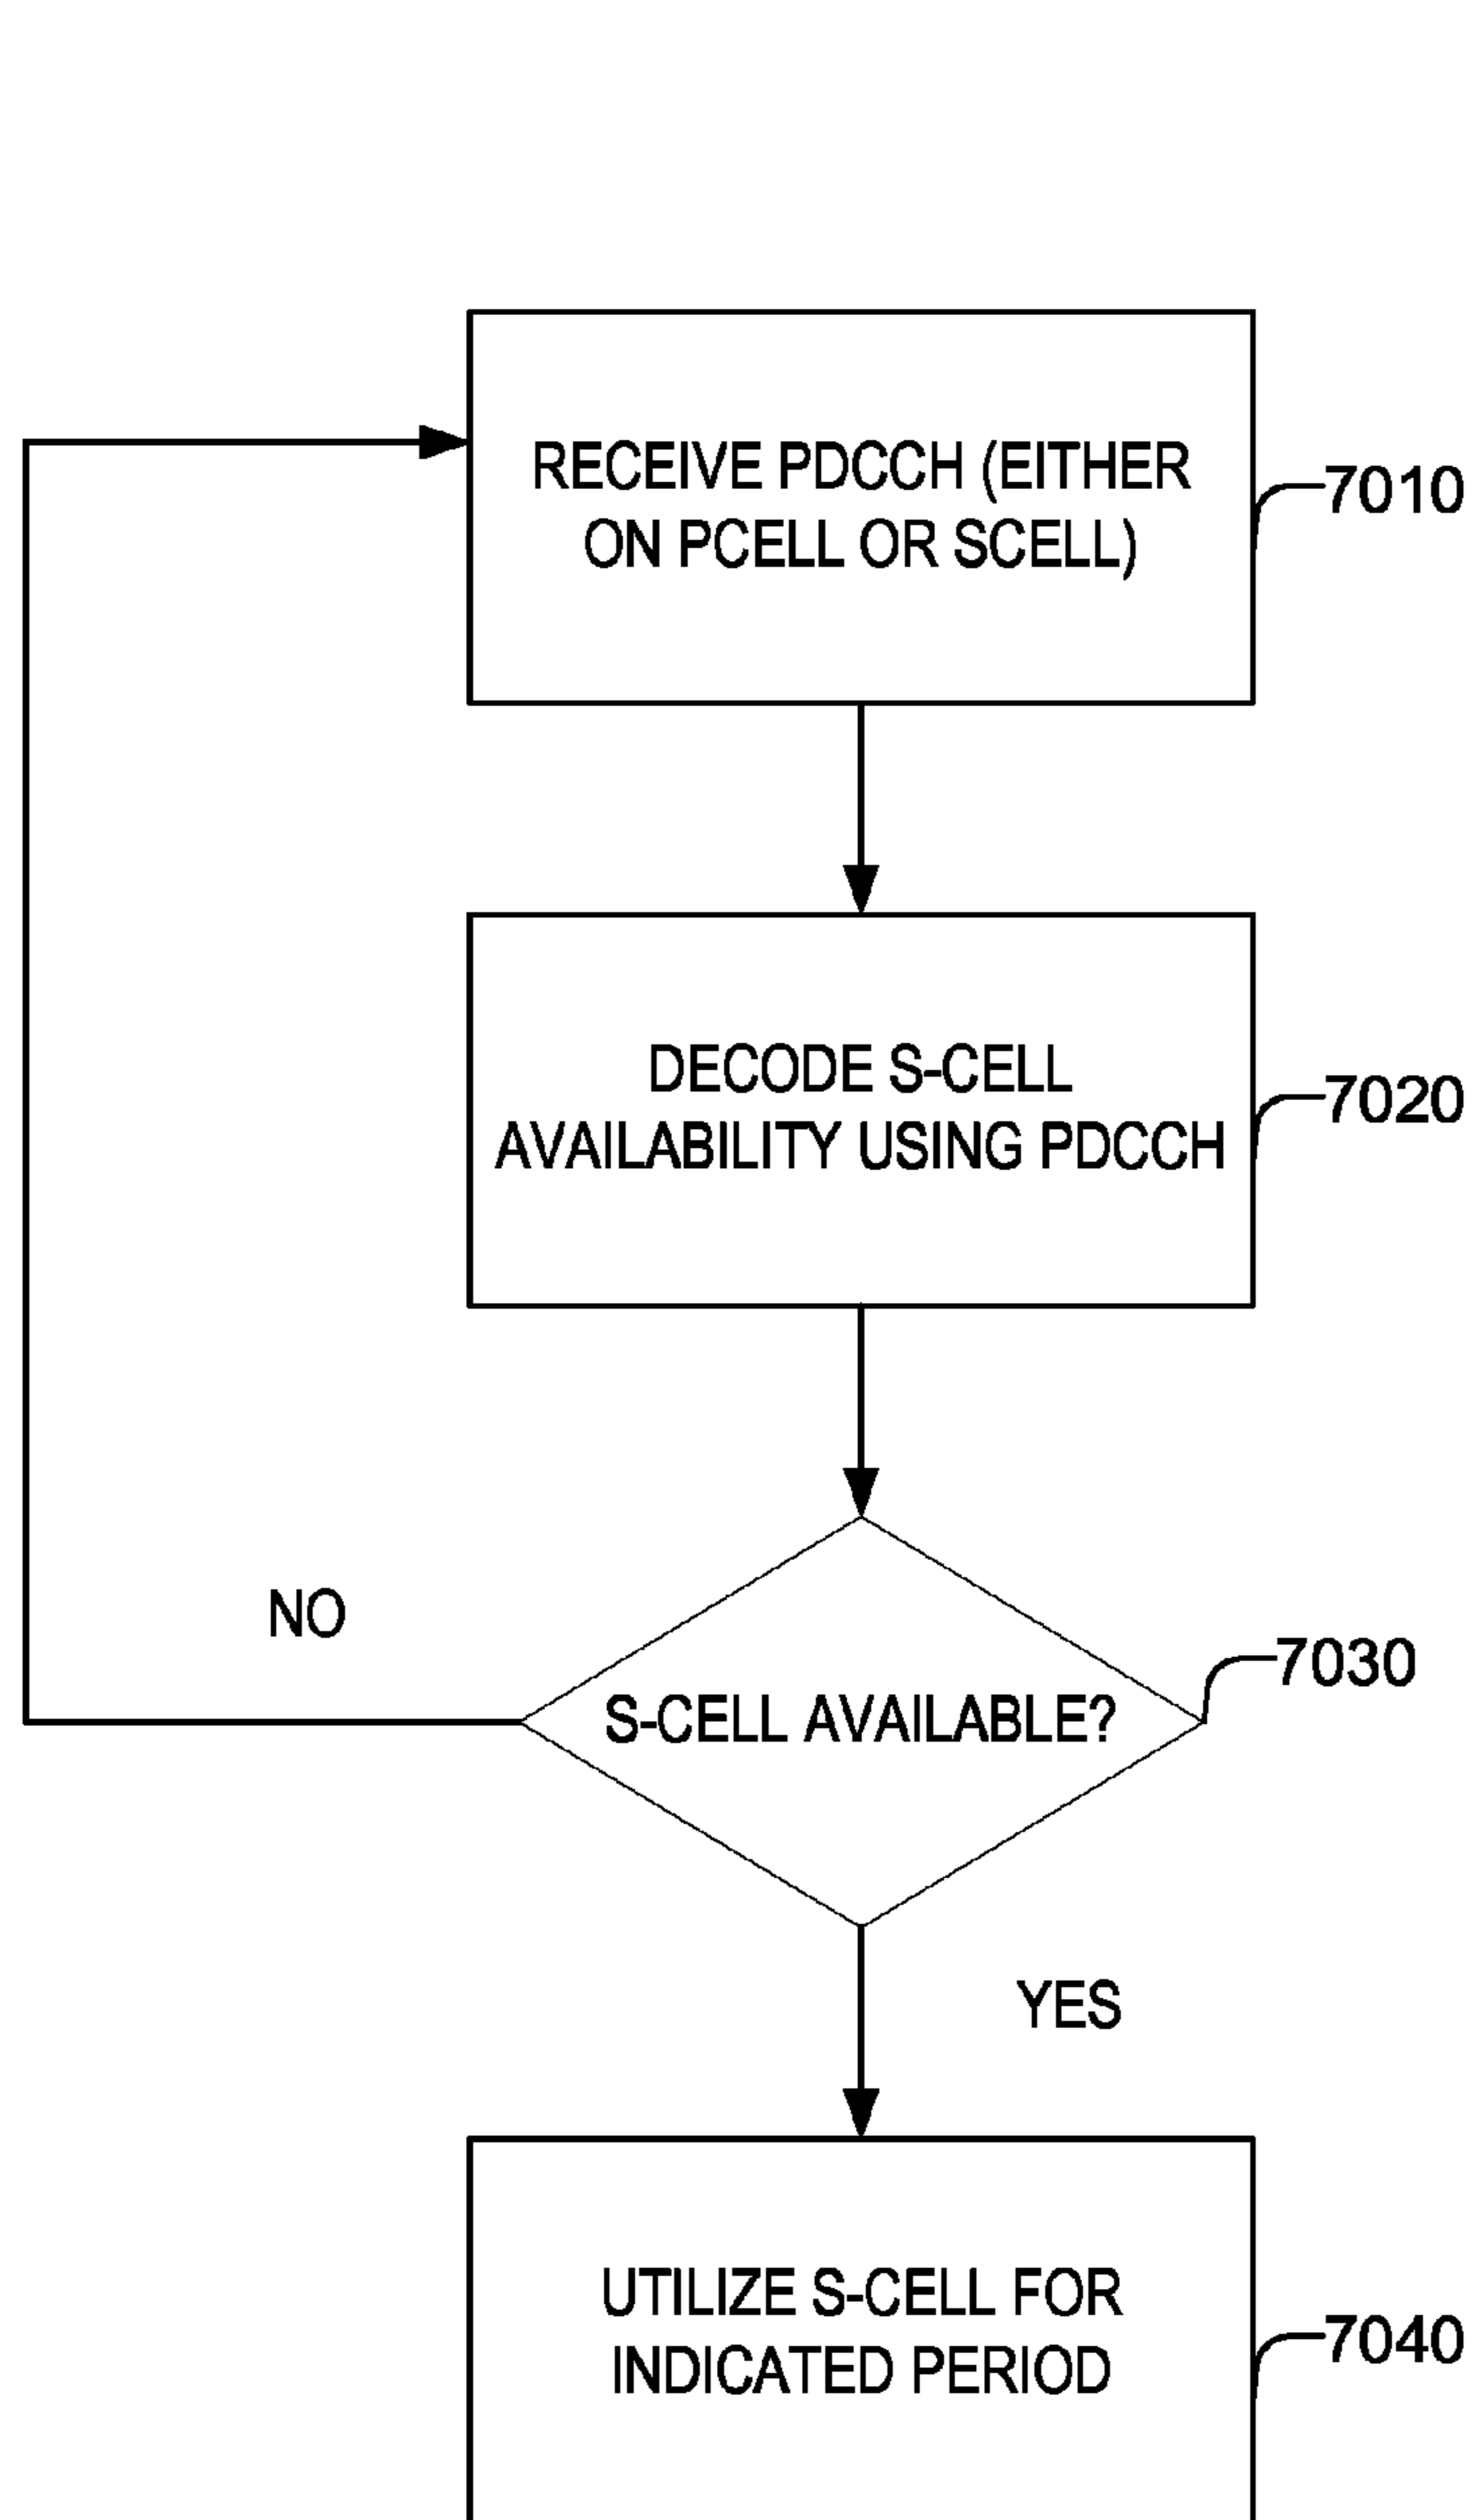 RECEIVE PDCCH (EITHER
ON PCELL OR SCELL)
7010
DECODE S-CELL
AVAILABILITY USING PDCCH
7020
NO
S-CELL AVAILABLE?
7030
YES
UTILIZE S-CELL FOR
INDICATED PERIOD
7040